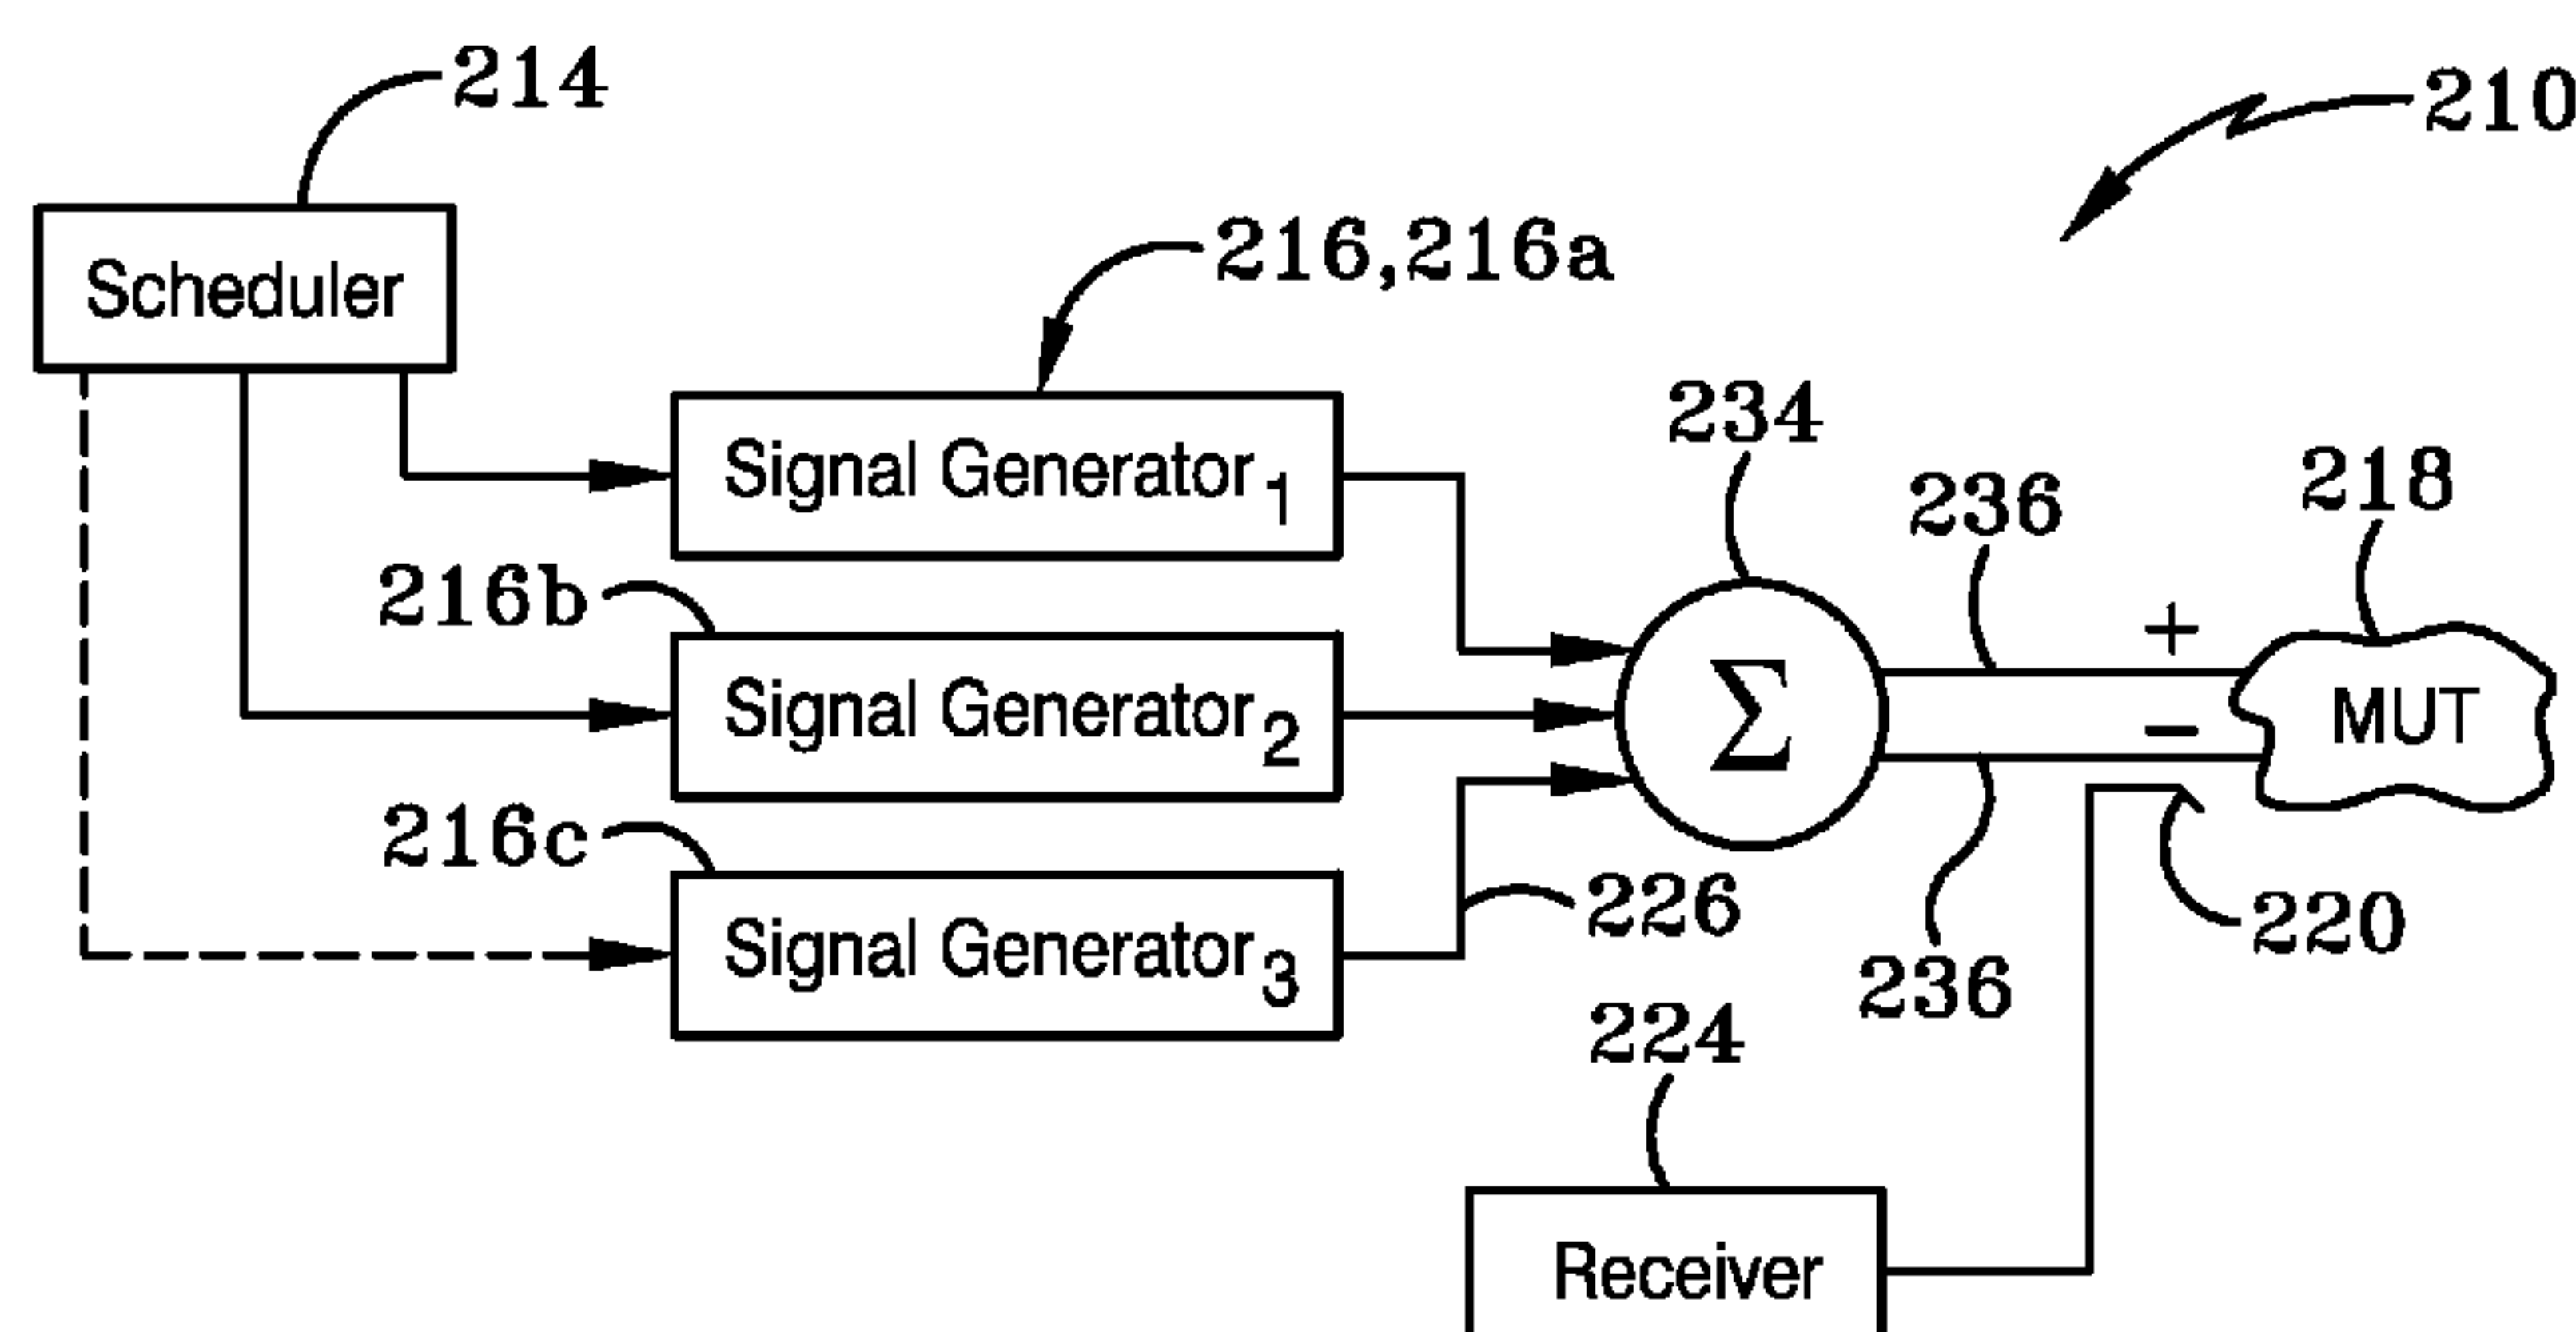 214
210
Scheduler
216,216a
Signal Generator1
234
236
218
216b
+
Signal Generator2
Σ
−
MUT
216c
226
220
Signal Generator3
236
224
Receiver